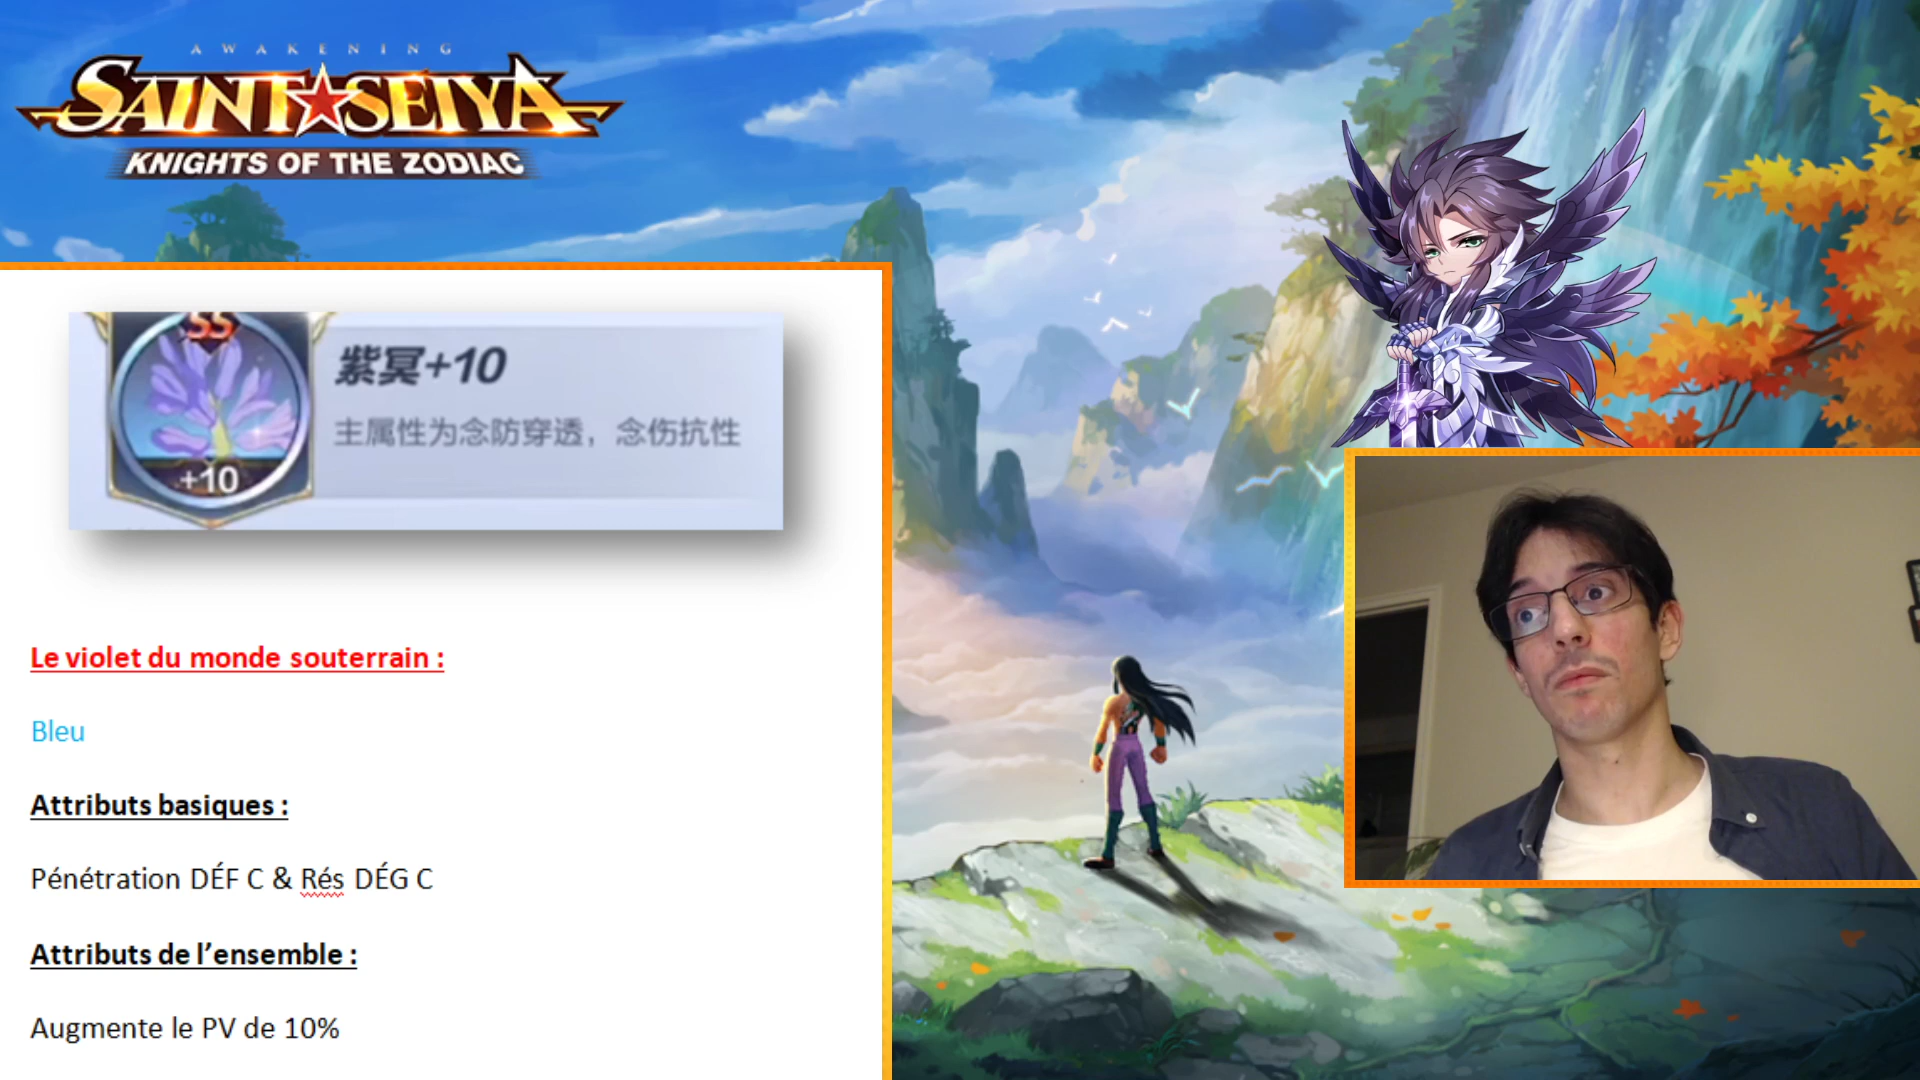 AWAKENING
SAINT SEIYA
KNIGHTS OF THE ZODIAC
SS
+10
紫冥+10
主属性为念防穿透，念伤抗性
Le violet du monde souterrain :
Bleu
Attributs basiques :
Pénétration DÉF C & Rés DÉG C
Attributs de l’ensemble :
Augmente le PV de 10%